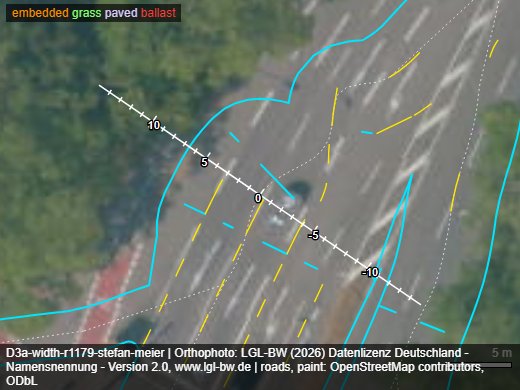 embedded grass paved ballast
10
5
0
-5
-10
5 m
D3a-width-r1179-stefan-meier | Orthophoto: LGL-BW (2026) Datenlizenz Deutschland -
Namensnennung - Version 2.0, www.lgl-bw.de | roads, paint: OpenStreetMap contributors,
ODbL